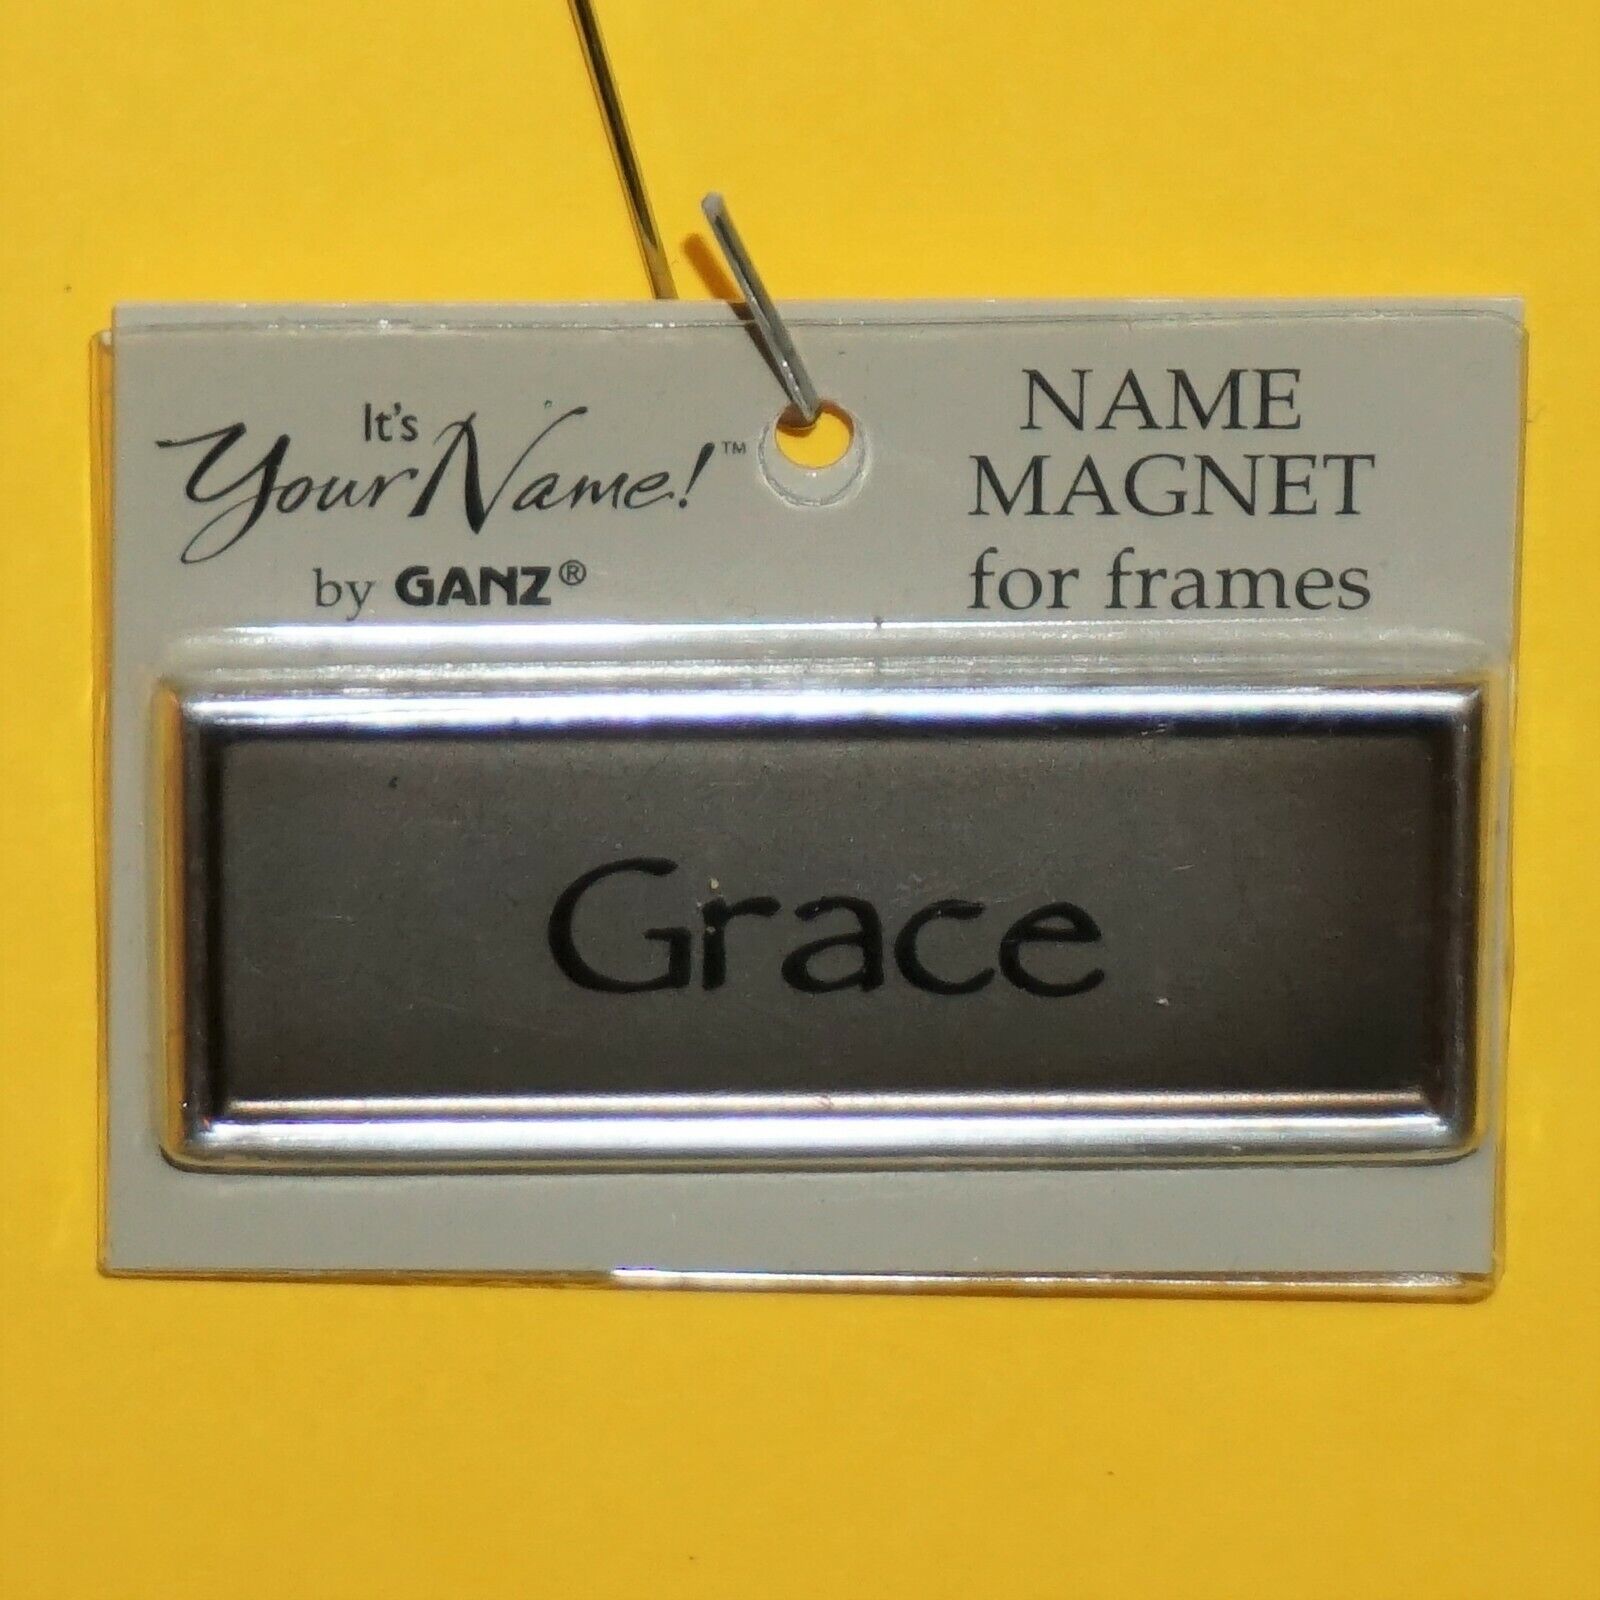 It's
Your Name!™
by GANZ®
NAME
MAGNET
for frames
Grace